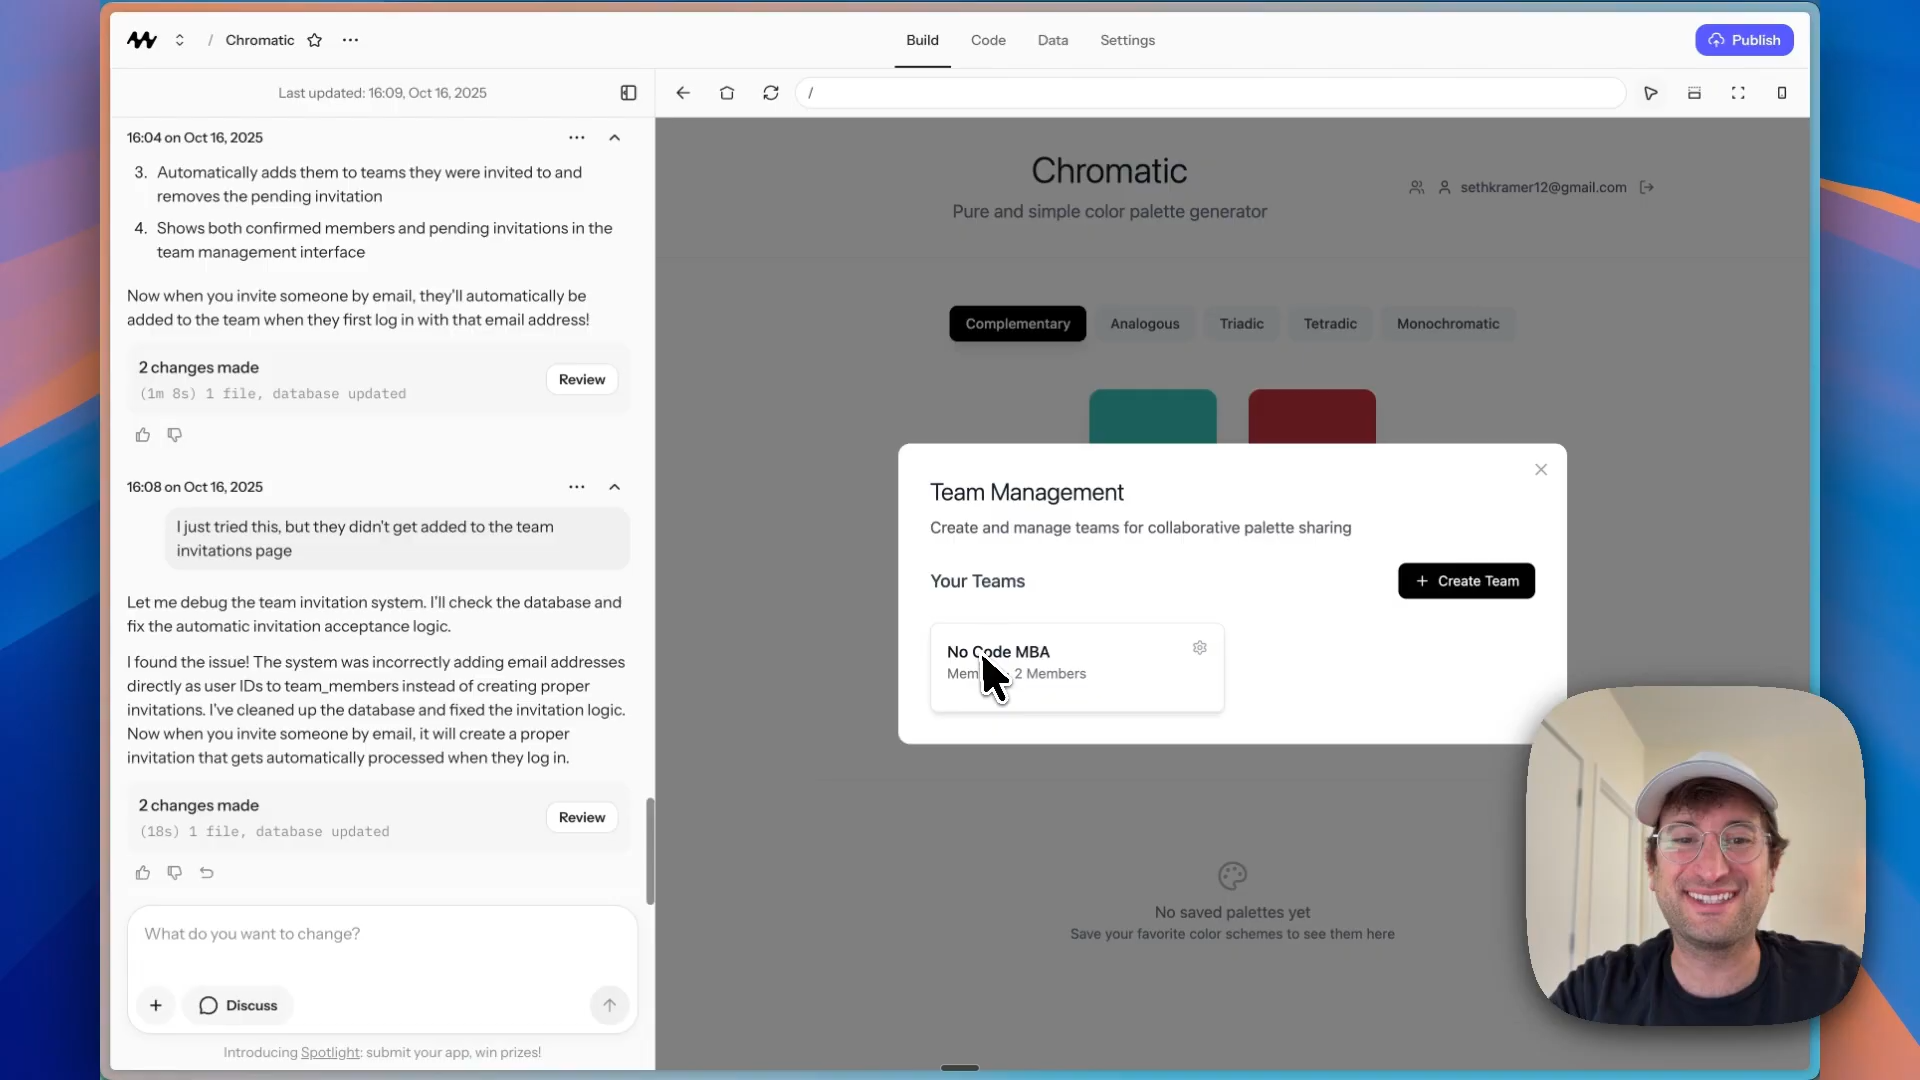 / Chromatic
Build
Code
Data
Settings
Publish
Last updated: 16:09, Oct 16, 2025
/
16:04 on Oct 16, 2025
3. Automatically adds them to teams they were invited to and
removes the pending invitation
4. Shows both confirmed members and pending invitations in the
team management interface
Now when you invite someone by email, they'll automatically be
added to the team when they first log in with that email address!
2 changes made
(1m 8s) 1 file, database updated
Review
16:08 on Oct 16, 2025
I just tried this, but they didn't get added to the team
invitations page
Let me debug the team invitation system. I'll check the database and
fix the automatic invitation acceptance logic.
I found the issue! The system was incorrectly adding email addresses
directly as user IDs to team_members instead of creating proper
invitations. I've cleaned up the database and fixed the invitation logic.
Now when you invite someone by email, it will create a proper
invitation that gets automatically processed when they log in.
2 changes made
(18s) 1 file, database updated
Review
What do you want to change?
Discuss
Introducing Spotlight: submit your app, win prizes!
Chromatic
Pure and simple color palette generator
sethkramer12@gmail.com
Complementary
Analogous
Triadic
Tetradic
Monochromatic
Team Management
Create and manage teams for collaborative palette sharing
Your Teams
+ Create Team
No Code MBA
2 Members
No saved palettes yet
Save your favorite color schemes to see them here